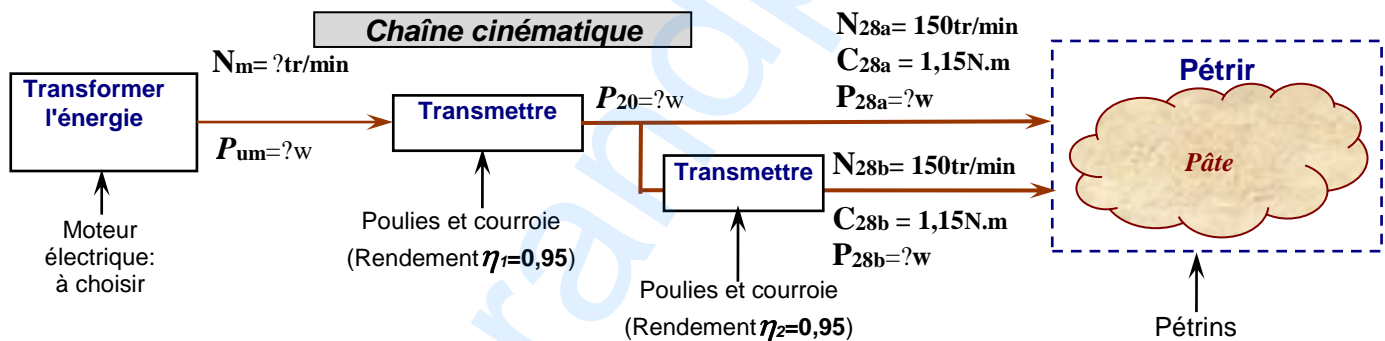 Chaîne cinématique
N28a= 150tr/min
C28a = 1,15N.m
P28a=?w
Nm= ?tr/min
Transformer
l'énergie
Pum=?w
Transmettre
P20=?w
Pétrir
Pâte
Transmettre
N28b= 150tr/min
C28b = 1,15N.m
P28b=?w
Moteur
électrique:
à choisir
Poulies et courroie
(Rendement η1=0,95)
Poulies et courroie
(Rendement η2=0,95)
Pétrins